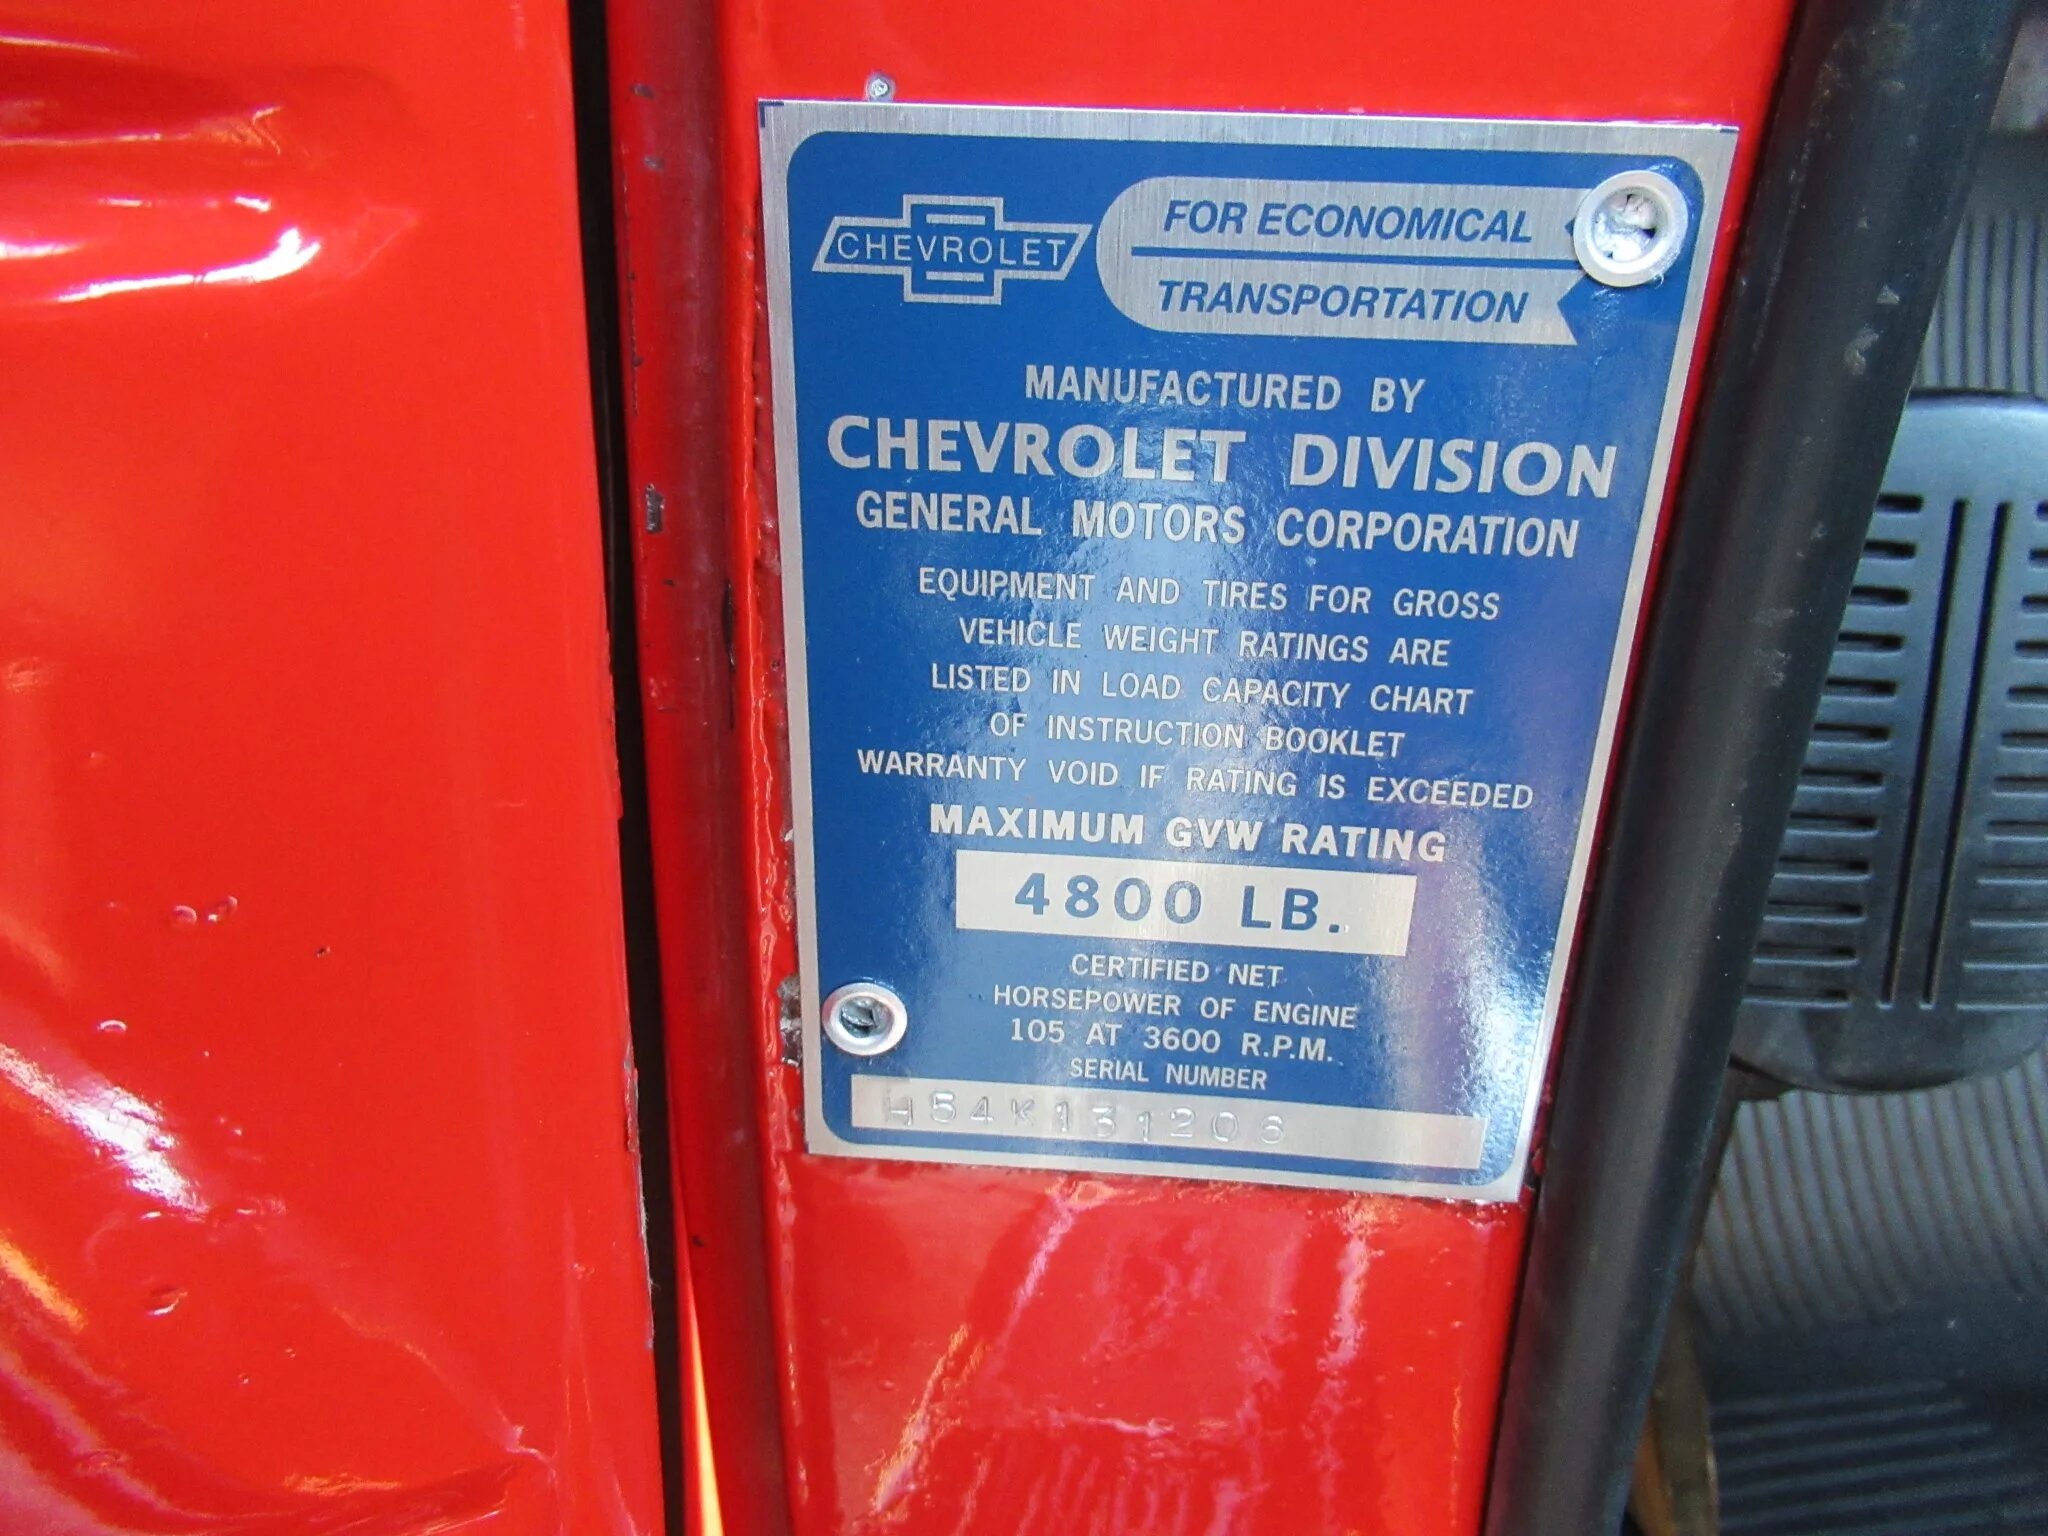 CHEVROLET
FOR ECONOMICAL
TRANSPORTATION
MANUFACTURED BY
CHEVROLET DIVISION
GENERAL MOTORS CORPORATION
EQUIPMENT AND TIRES FOR GROSS
VEHICLE WEIGHT RATINGS ARE
LISTED IN LOAD CAPACITY CHART
OF INSTRUCTION BOOKLET
WARRANTY VOID IF RATING IS EXCEEDED
MAXIMUM GVW RATING
4800 LB.
CERTIFIED NET
HORSEPOWER OF ENGINE
105 AT 3600 R.P.M.
SERIAL NUMBER
H54K131206